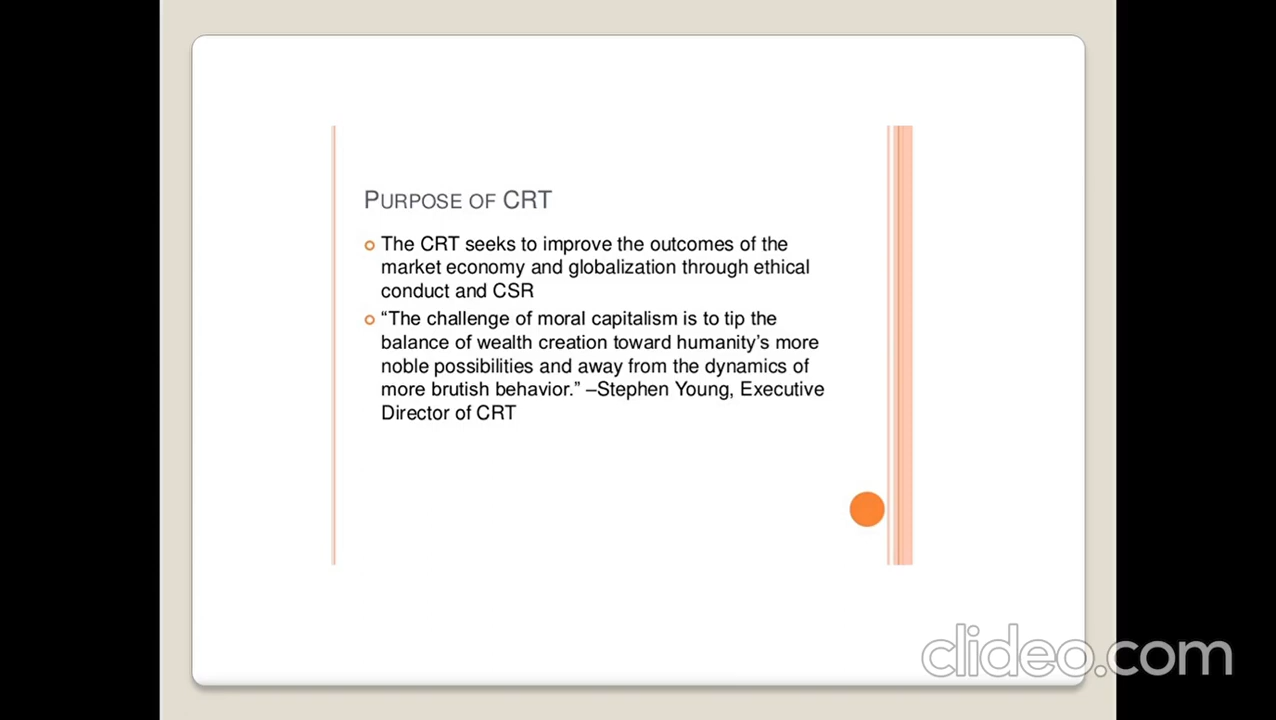 PURPOSE OF CRT
The CRT seeks to improve the outcomes of the
market economy and globalization through ethical
conduct and CSR
“The challenge of moral capitalism is to tip the
balance of wealth creation toward humanity’s more
noble possibilities and away from the dynamics of
more brutish behavior.” –Stephen Young, Executive
Director of CRT
clideo.com